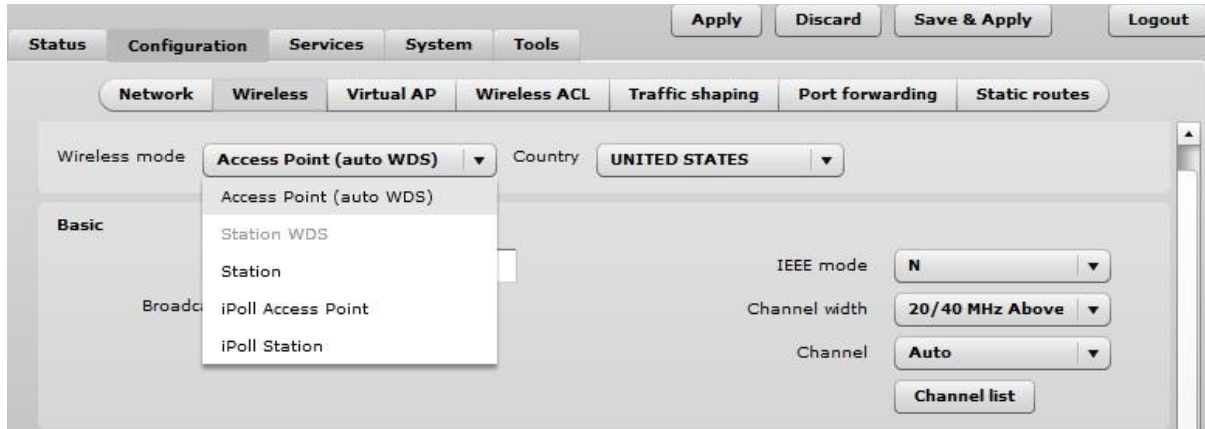 Apply Discard Save & Apply Logout
Status Configuration Services System Tools
Network Wireless Virtual AP Wireless ACL Traffic shaping Port forwarding Static routes
Wireless mode Access Point (auto WDS) Country UNITED STATES
Access Point (auto WDS)
Basic
Station WDS
Station
iPoll Access Point
iPoll Station
Broadc
IEEE mode N
Channel width 20/40 MHz Above
Channel Auto
Channel list